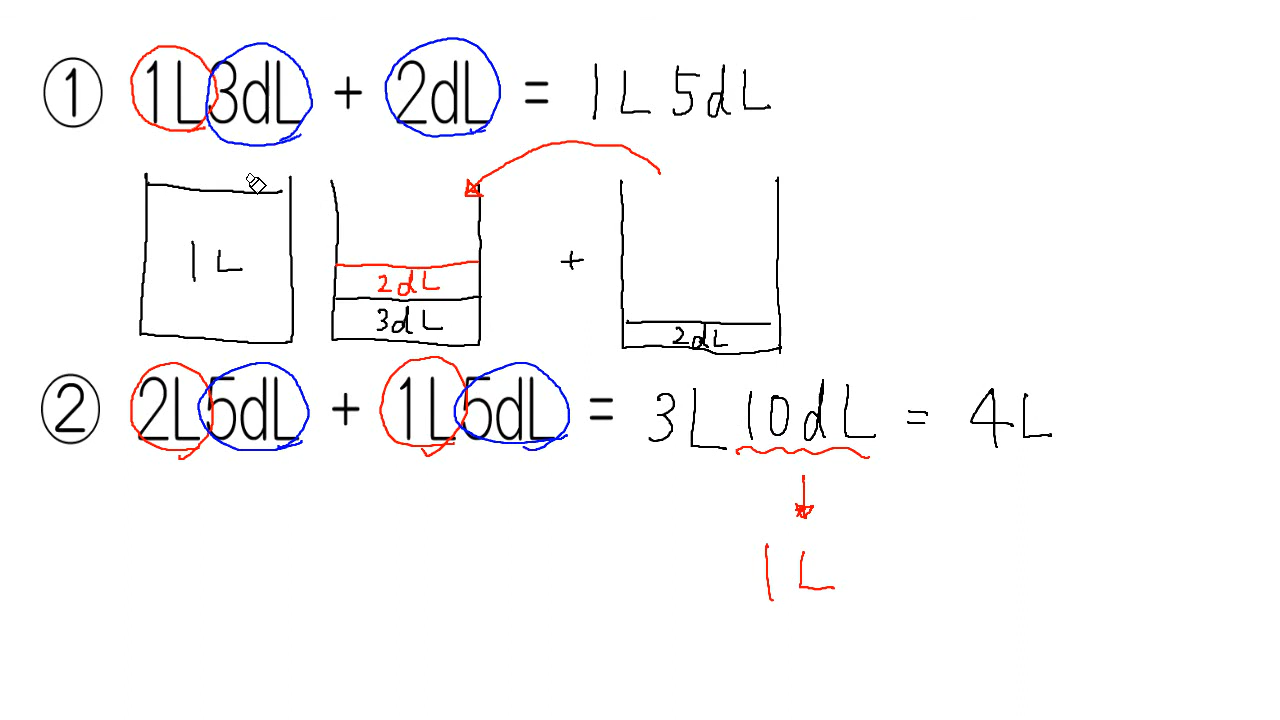 ① 1L3dL + 2dL = 1L5dL
1L 2dL + 
3dL 2dL
② 2L5dL + 1L5dL = 3L10dL = 4L
1L